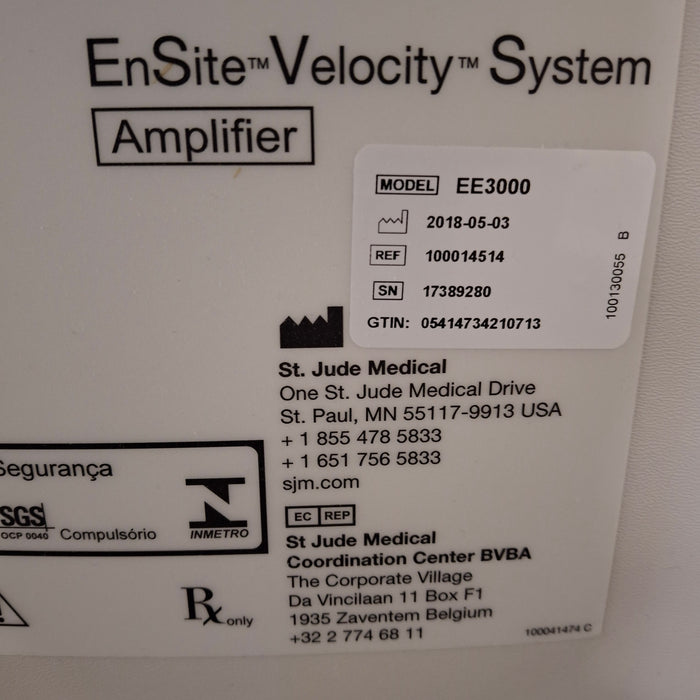 EnSite™ Velocity™ System
Amplifier
MODEL EE3000
2018-05-03
REF 100014514
SN 17389280
GTIN: 05414734210713
100130055 B
St. Jude Medical
One St. Jude Medical Drive
St. Paul, MN 55117-9913 USA
+ 1 855 478 5833
+ 1 651 756 5833
sjm.com
EC REP
St Jude Medical
Coordination Center BVBA
The Corporate Village
Da Vincilaan 11 Box F1
1935 Zaventem Belgium
+32 2 774 68 11
Segurança
SGS
OCP 0040 Compulsório
INMETRO
Rx only
100041474 C